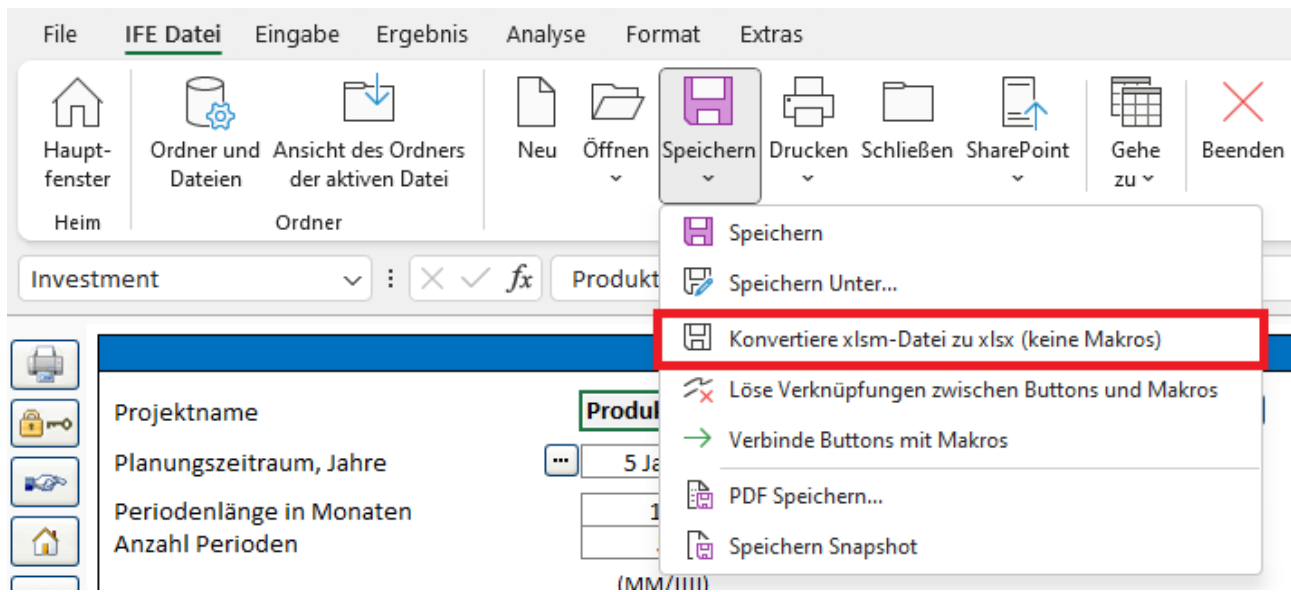 File IFE Datei Eingabe Ergebnis Analyse Format Extras
Haupt- Ordner und Ansicht des Ordners Neu Öffnen Speichern Drucken Schließen SharePoint Gehe Beenden
fenster Dateien der aktiven Datei zu
Heim Ordner
Speichern
Investment fx Produkt
Speichern Unter...
Konvertiere xlsm-Datei zu xlsx (keine Makros)
Löse Verknüpfungen zwischen Buttons und Makros
Projektname
Verbinde Buttons mit Makros
Planungszeitraum, Jahre ... 5
PDF Speichern...
Periodenlänge in Monaten
Anzahl Perioden
Speichern Snapshot
(MM/JJJJ)